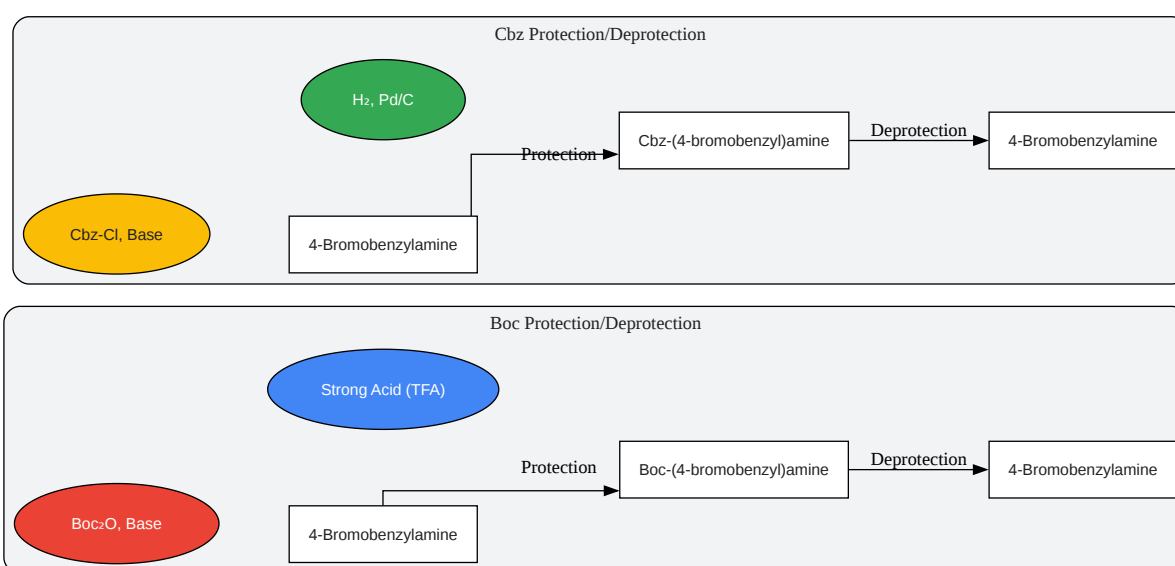 Cbz Protection/Deprotection
H₂, Pd/C
Cbz-(4-bromobenzyl)amine
Deprotection
4-Bromobenzylamine
Protection
Cbz-Cl, Base
4-Bromobenzylamine
Boc Protection/Deprotection
Strong Acid (TFA)
Protection
Boc-(4-bromobenzyl)amine
Deprotection
4-Bromobenzylamine
Boc₂O, Base
4-Bromobenzylamine